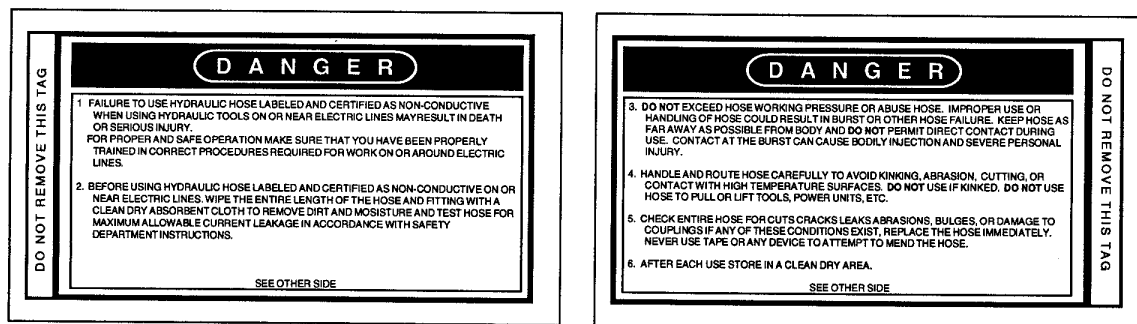 DO NOT REMOVE THIS TAG
DANGER
1 FAILURE TO USE HYDRAULIC HOSE LABELED AND CERTIFIED AS NON-CONDUCTIVE
WHEN USING HYDRAULIC TOOLS ON OR NEAR ELECTRIC LINES MAY RESULT IN DEATH
OR SERIOUS INJURY.
FOR PROPER AND SAFE OPERATION MAKE SURE THAT YOU HAVE BEEN PROPERLY
TRAINED IN CORRECT PROCEDURES REQUIRED FOR WORK ON OR AROUND ELECTRIC
LINES.
2. BEFORE USING HYDRAULIC HOSE LABELED AND CERTIFIED AS NON-CONDUCTIVE ON OR
NEAR ELECTRIC LINES. WIPE THE ENTIRE LENGTH OF THE HOSE AND FITTING WITH A
CLEAN DRY ABSORBENT CLOTH TO REMOVE DIRT AND MOSISTURE AND TEST HOSE FOR
MAXIMUM ALLOWABLE CURRENT LEAKAGE IN ACCORDANCE WITH SAFETY
DEPARTMENT INSTRUCTIONS.
SEE OTHER SIDE
DANGER
3. DO NOT EXCEED HOSE WORKING PRESSURE OR ABUSE HOSE. IMPROPER USE OR
HANDLING OF HOSE COULD RESULT IN BURST OR OTHER HOSE FAILURE. KEEP HOSE AS
FAR AWAY AS POSSIBLE FROM BODY AND DO NOT PERMIT DIRECT CONTACT DURING
USE. CONTACT AT THE BURST CAN CAUSE BODILY INJECTION AND SEVERE PERSONAL
INJURY.
4. HANDLE AND ROUTE HOSE CAREFULLY TO AVOID KINKING, ABRASION, CUTTING, OR
CONTACT WITH HIGH TEMPERATURE SURFACES. DO NOT USE IF KINKED. DO NOT USE
HOSE TO PULL OR LIFT TOOLS, POWER UNITS, ETC.
5. CHECK ENTIRE HOSE FOR CUTS CRACKS LEAKS ABRASIONS, BULGES, OR DAMAGE TO
COUPLINGS IF ANY OF THESE CONDITIONS EXIST, REPLACE THE HOSE IMMEDIATELY.
NEVER USE TAPE OR ANY DEVICE TO ATTEMPT TO MEND THE HOSE.
6. AFTER EACH USE STORE IN A CLEAN DRY AREA.
SEE OTHER SIDE
DO NOT REMOVE THIS TAG